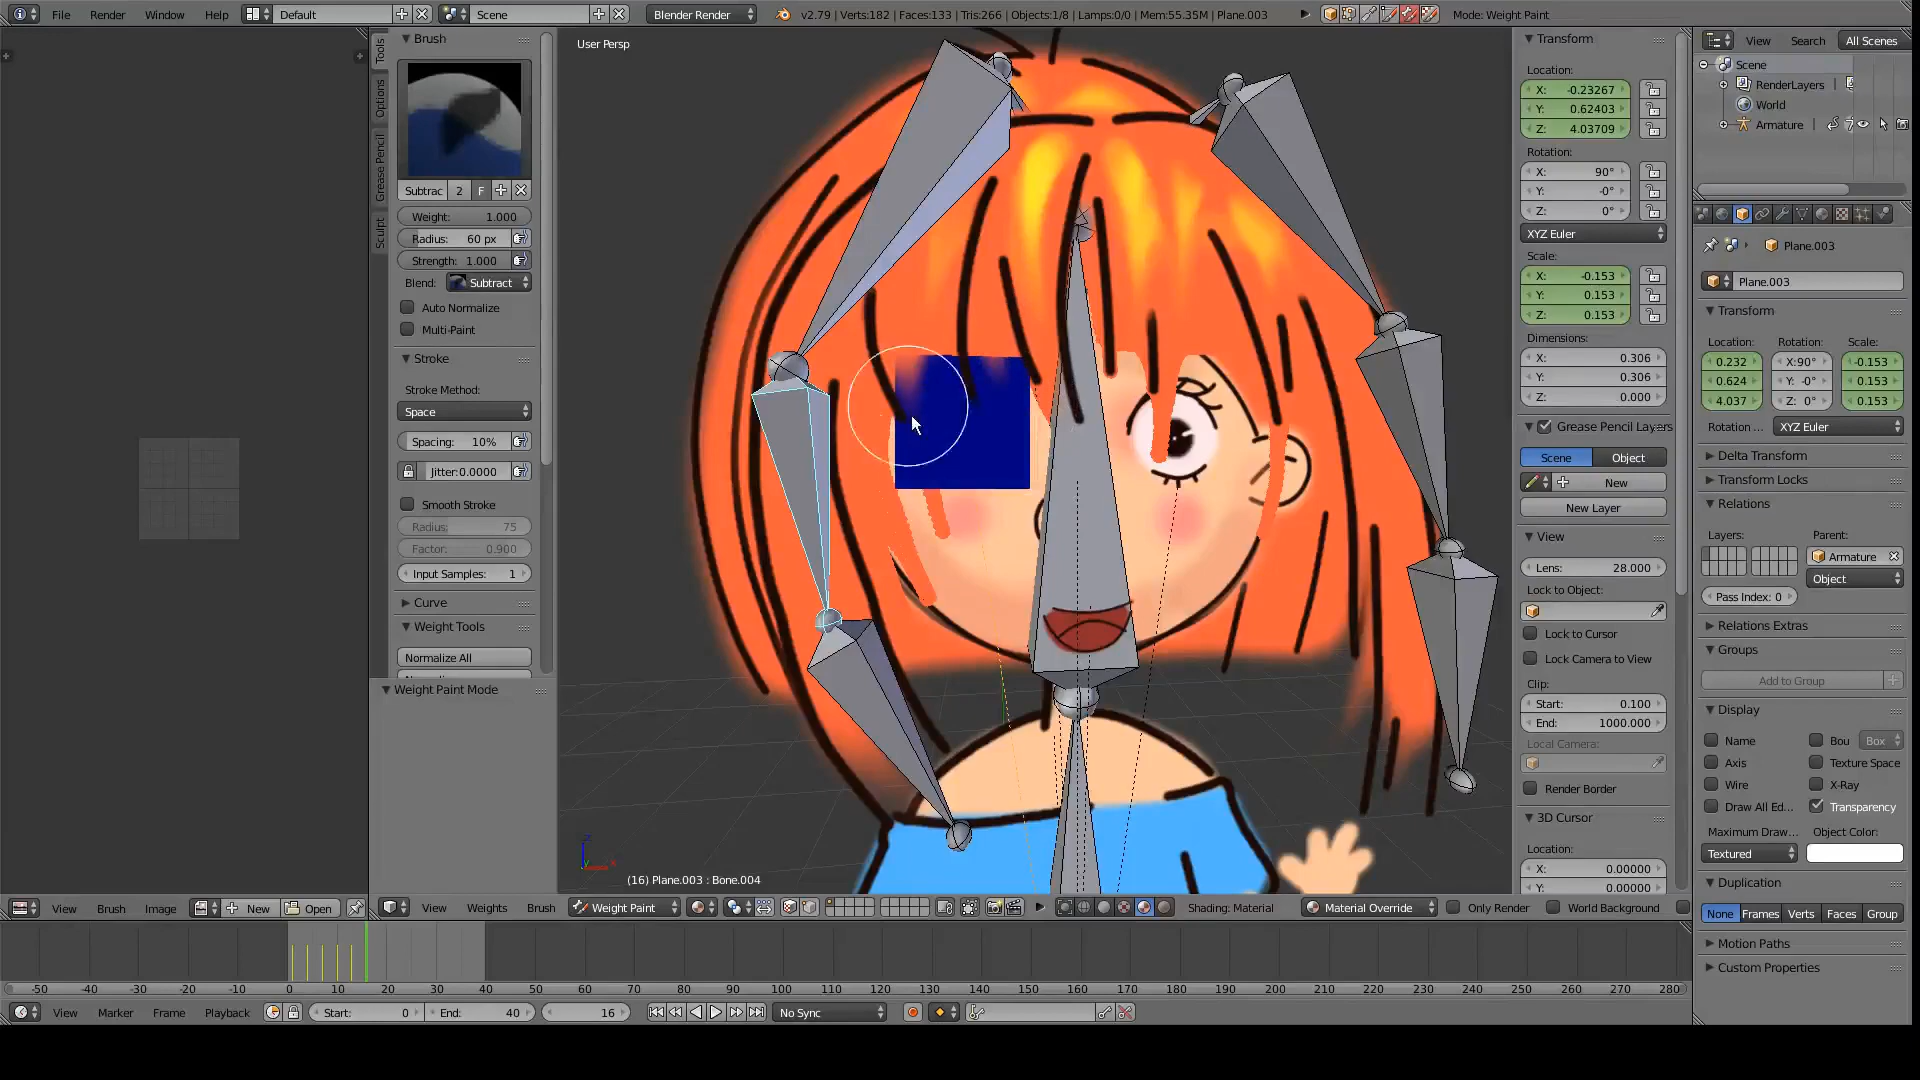 File Render Window Help Default Scene Blender Render v2.79 | Verts:182 | Faces:133 | Tris:266 | Objects:1/8 | Lamps:0/0 | Mem:55.35M | Plane.003 Mode: Weight Paint
Tools
Options
Grease Pencil
Sculpt
Brush
Subtrac 2 F
Weight: 1.000
Radius: 60 px
Strength: 1.000
Blend: Subtract
Auto Normalize
Multi-Paint
Stroke
Stroke Method:
Space
Spacing: 10%
Jitter:0.0000
Smooth Stroke
Radius: 75
Factor: 0.900
Input Samples: 1
Curve
Weight Tools
Normalize All
Weight Paint Mode
User Persp
(16) Plane.003 : Bone.004
Transform
Location:
X: -0.23267
Y: 0.62403
Z: 4.03709
Rotation:
X: 90°
Y: -0°
Z: 0°
XYZ Euler
Scale:
X: -0.153
Y: 0.153
Z: 0.153
Dimensions:
X: 0.306
Y: 0.306
Z: 0.000
Grease Pencil Layers
Scene Object
New
New Layer
View
Lens: 28.000
Lock to Object:
Lock to Cursor
Lock Camera to View
Clip:
Start: 0.100
End: 1000.000
Local Camera:
Render Border
3D Cursor
Location:
X: 0.00000
Y: 0.00000
View Search All Scenes
Scene
RenderLayers
World
Armature
Plane.003
Plane.003
Transform
Location: Rotation: Scale:
0.232 X:90° -0.153
0.624 Y: -0° 0.153
4.037 Z: 0° 0.153
Rotation ... XYZ Euler
Delta Transform
Transform Locks
Relations
Layers: Parent:
Armature
Object
Pass Index: 0
Relations Extras
Groups
Add to Group
Display
Name Bou Box
Axis Texture Space
Wire X-Ray
Draw All Ed... Transparency
Maximum Draw... Object Color:
Textured
Duplication
None Frames Verts Faces Group
Motion Paths
Custom Properties
View Brush Image New Open
View Weights Brush Weight Paint Shading: Material Material Override Only Render World Background
-50 -40 -30 -20 -10 0 10 20 30 40 50 60 70 80 90 100 110 120 130 140 150 160 170 180 190 200 210 220 230 240 250 260 270 280
View Marker Frame Playback Start: 0 End: 40 16 No Sync